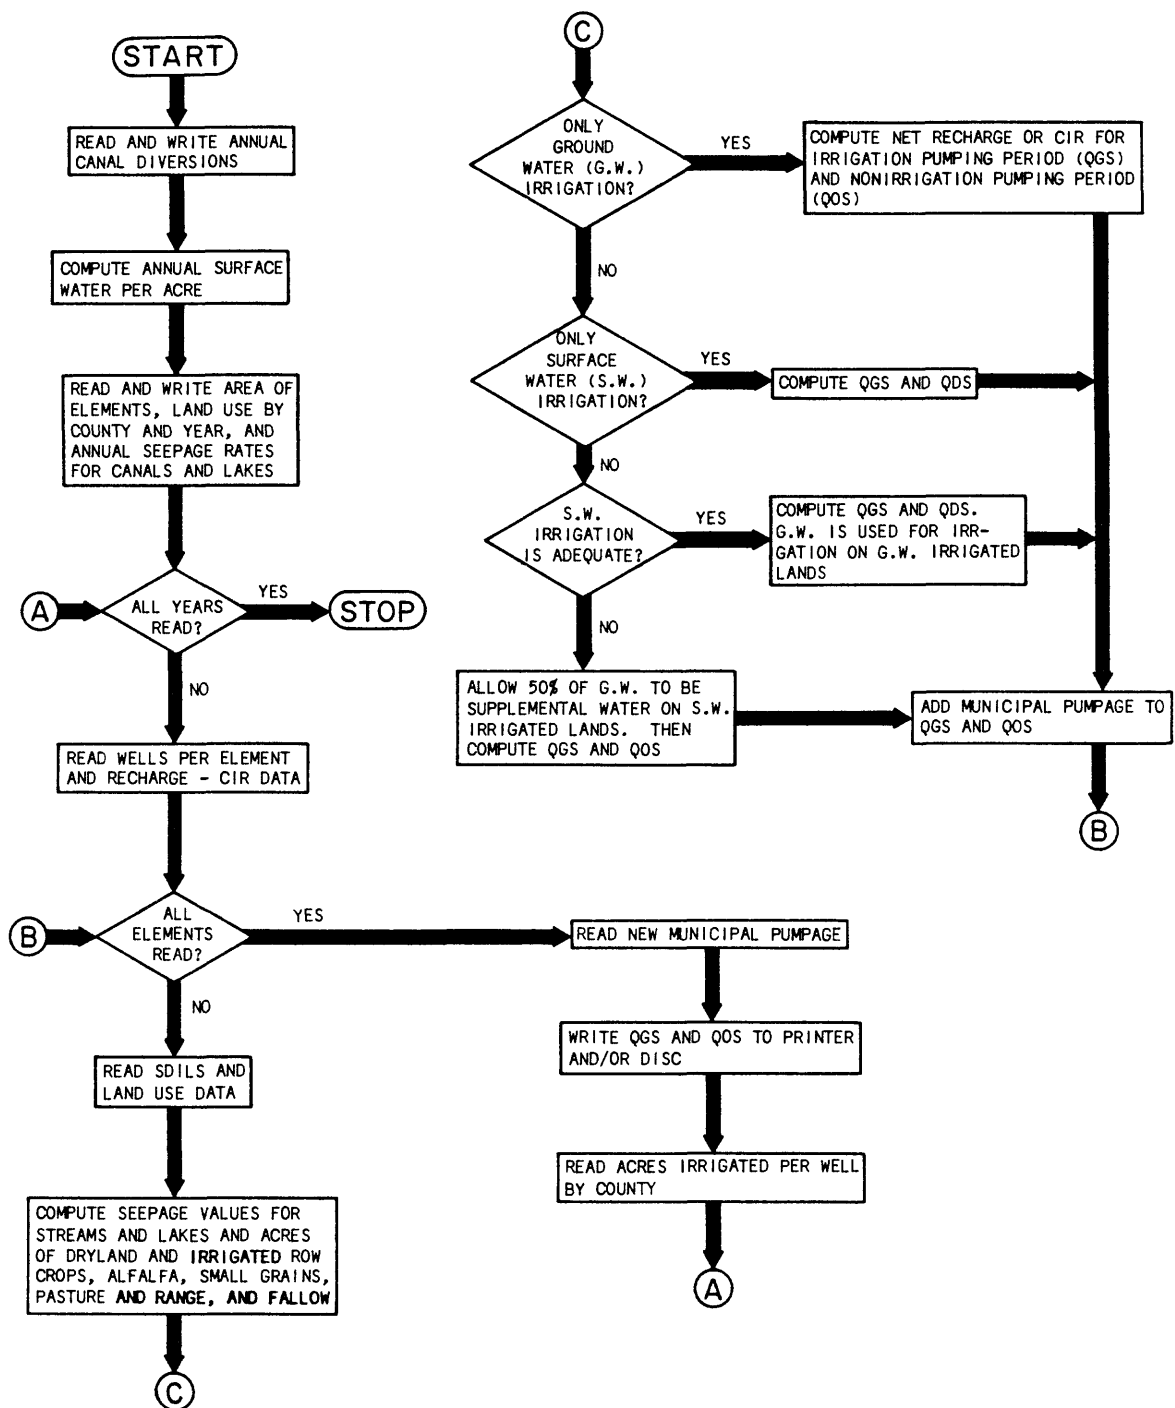 START
READ AND WRITE ANNUAL
CANAL DIVERSIONS
COMPUTE ANNUAL SURFACE
WATER PER ACRE
READ AND WRITE AREA OF
ELEMENTS, LAND USE BY
COUNTY AND YEAR, AND
ANNUAL SEEPAGE RATES
FOR CANALS AND LAKES
A
ALL YEARS
READ?
YES
STOP
NO
READ WELLS PER ELEMENT
AND RECHARGE - CIR DATA
B
ALL
ELEMENTS
READ?
YES
NO
READ SDILS AND
LAND USE DATA
COMPUTE SEEPAGE VALUES FOR
STREAMS AND LAKES AND ACRES
OF DRYLAND AND IRRIGATED ROW
CROPS, ALFALFA, SMALL GRAINS,
PASTURE AND RANGE, AND FALLOW
C
READ NEW MUNICIPAL PUMPAGE
WRITE QGS AND QOS TO PRINTER
AND/OR DISC
READ ACRES IRRIGATED PER WELL
BY COUNTY
A
C
ONLY
GROUND
WATER (G.W.)
IRRIGATION?
YES
COMPUTE NET RECHARGE OR CIR FOR
IRRIGATION PUMPING PERIOD (QGS)
AND NONIRRIGATION PUMPING PERIOD
(QOS)
NO
ONLY
SURFACE
WATER (S.W.)
IRRIGATION?
YES
COMPUTE QGS AND QDS
NO
S.W.
IRRIGATION
IS ADEQUATE?
YES
COMPUTE QGS AND QDS.
G.W. IS USED FOR IRR-
GATION ON G.W. IRRIGATED
LANDS
NO
ALLOW 50% OF G.W. TO BE
SUPPLEMENTAL WATER ON S.W.
IRRIGATED LANDS. THEN
COMPUTE QGS AND QOS
ADD MUNICIPAL PUMPAGE TO
QGS AND QOS
B